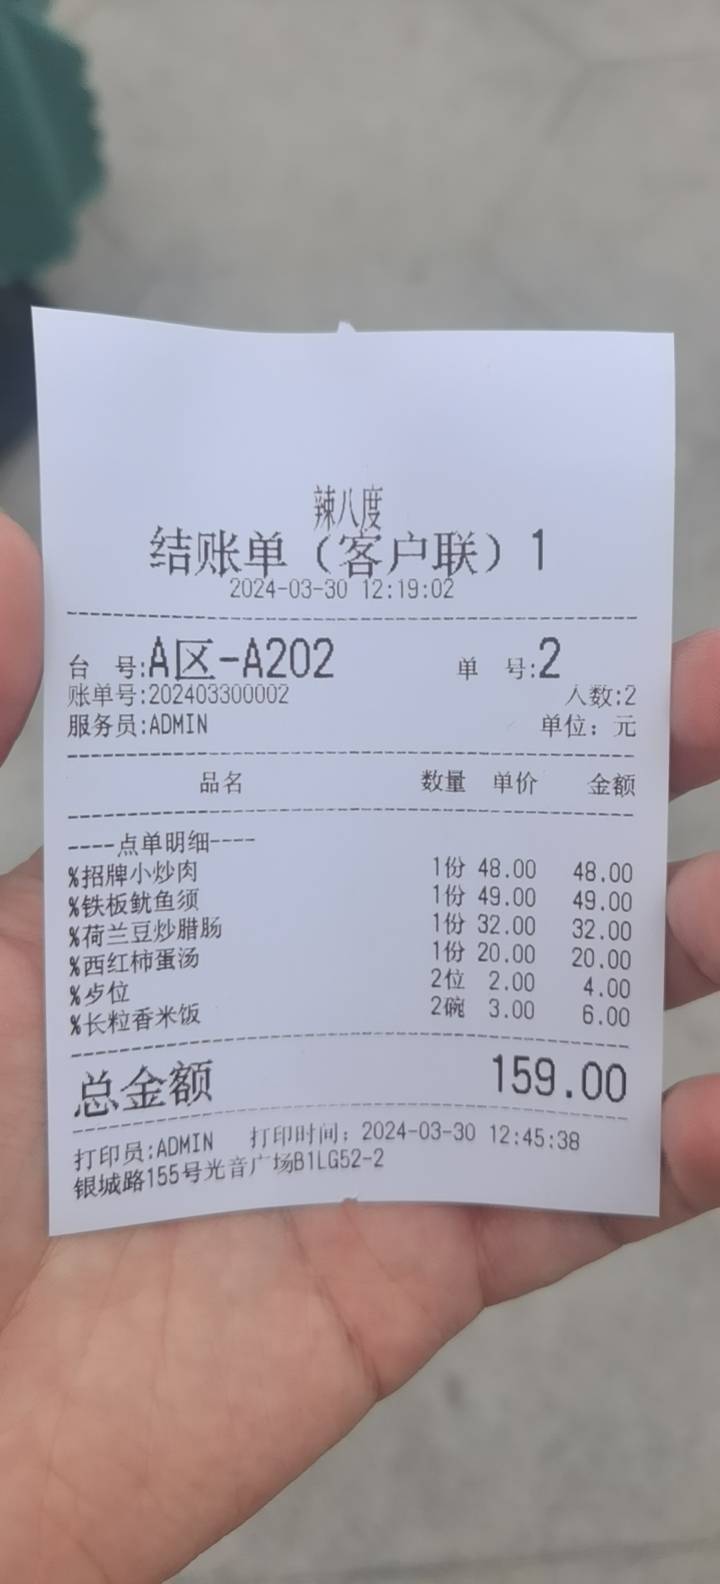 辣八度
结账单（客户联）1
2024-03-30 12:19:02
台 号:A区-A202 单 号:2
账单号:202403300002 人数:2
服务员:ADMIN 单位：元
品名 数量 单价 金额
----点单明细----
%招牌小炒肉 1份 48.00 48.00
%铁板鱿鱼须 1份 49.00 49.00
%荷兰豆炒腊肠 1份 32.00 32.00
%西红柿蛋汤 1份 20.00 20.00
%歺位 2位 2.00 4.00
%长粒香米饭 2碗 3.00 6.00
总金额 159.00
打印员:ADMIN 打印时间：2024-03-30 12:45:38
银城路155号光音广场B1LG52-2